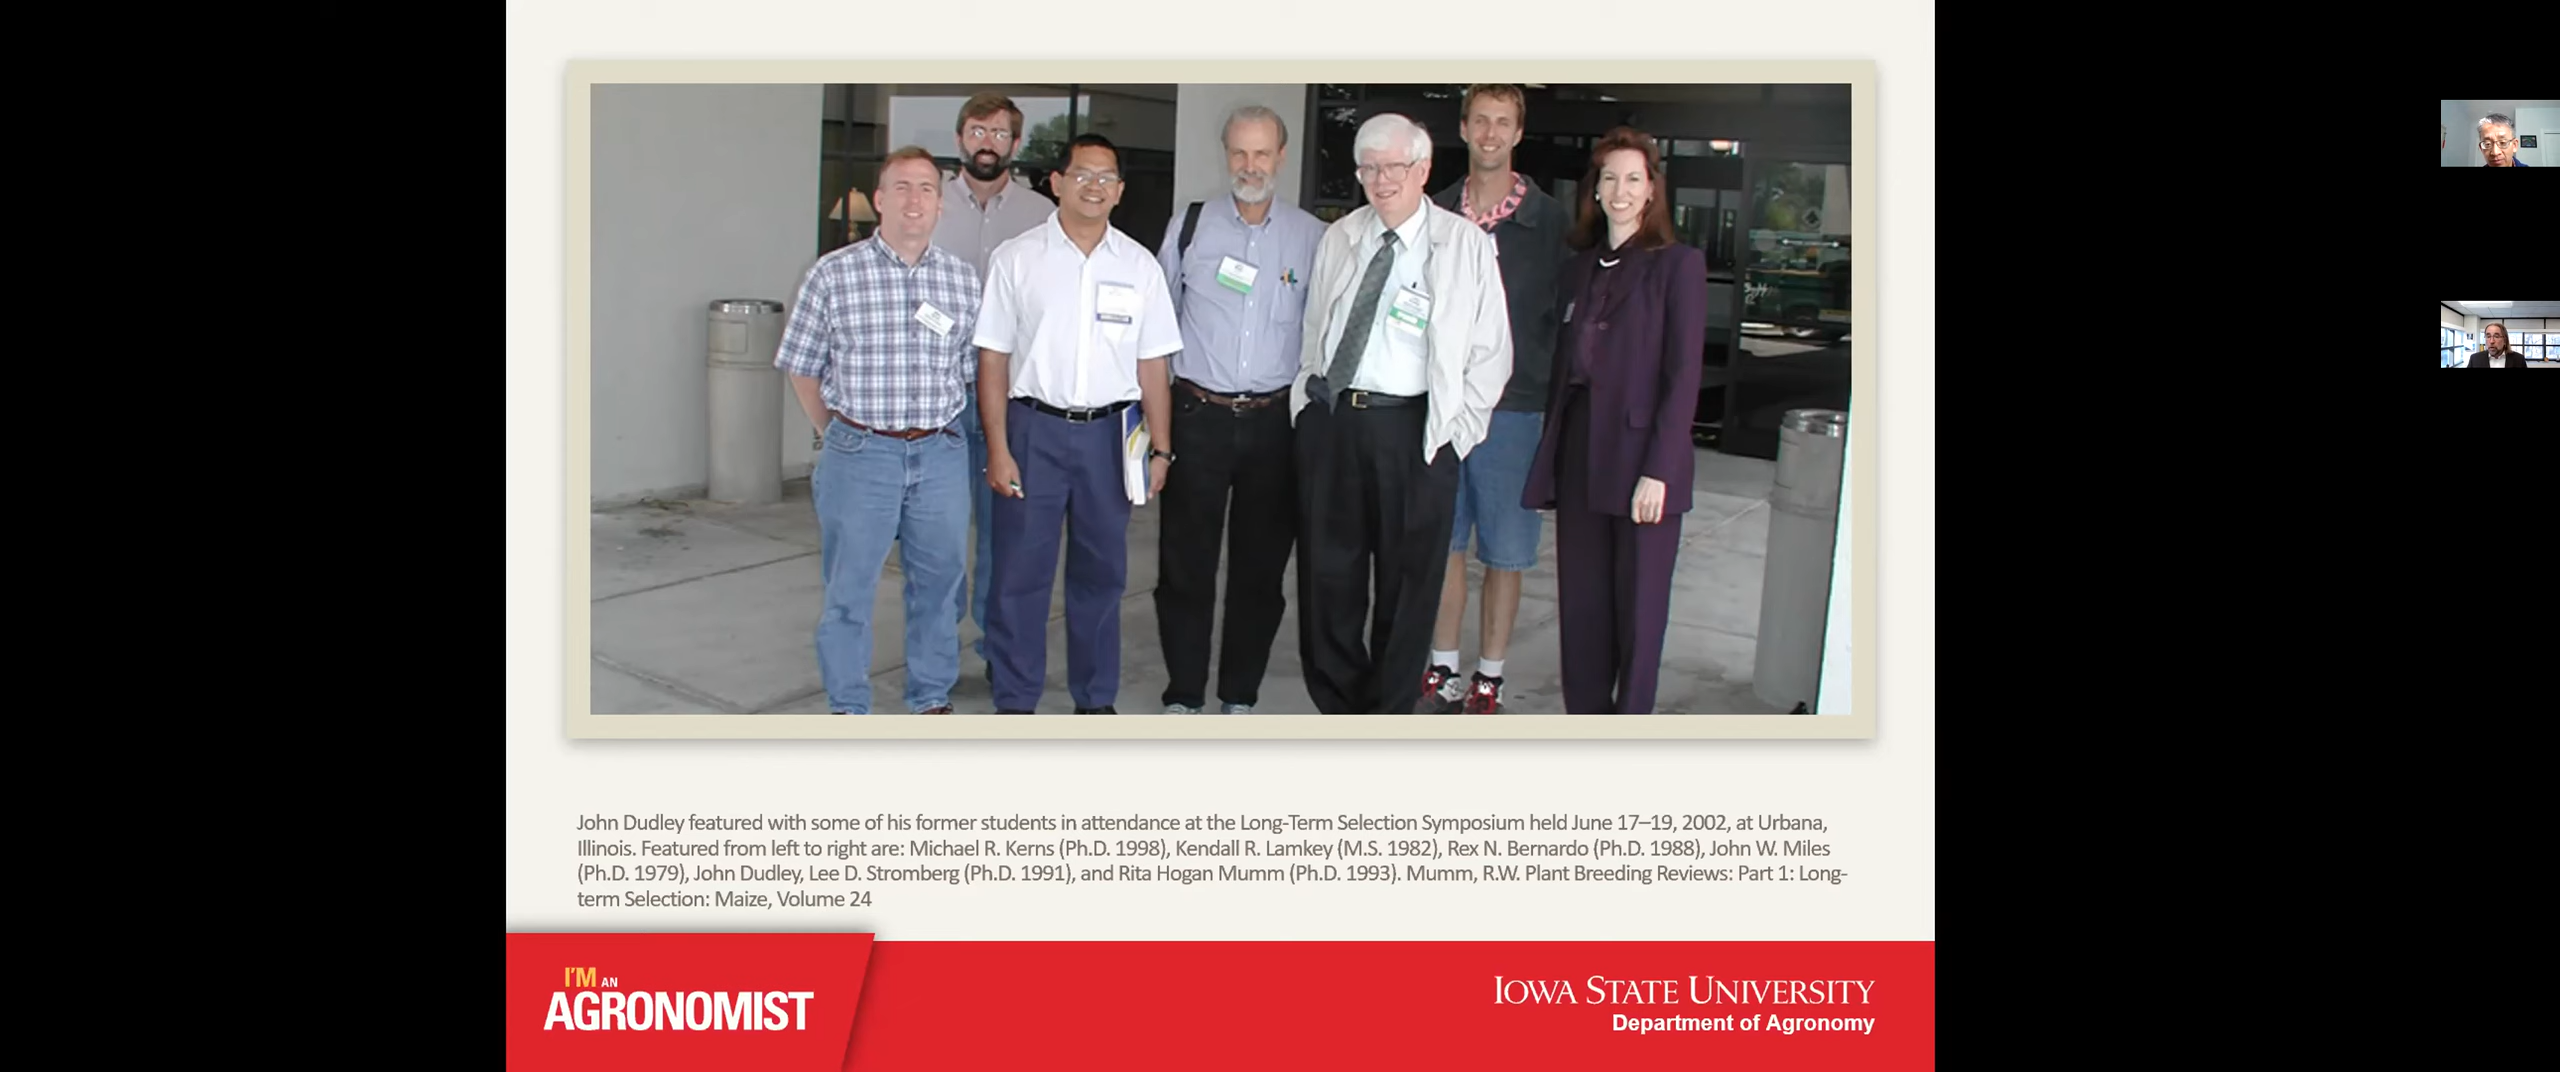 John Dudley featured with some of his former students in attendance at the Long-Term Selection Symposium held June 17–19, 2002, at Urbana,
Illinois. Featured from left to right are: Michael R. Kerns (Ph.D. 1998), Kendall R. Lamkey (M.S. 1982), Rex N. Bernardo (Ph.D. 1988), John W. Miles
(Ph.D. 1979), John Dudley, Lee D. Stromberg (Ph.D. 1991), and Rita Hogan Mumm (Ph.D. 1993). Mumm, R.W. Plant Breeding Reviews: Part 1: Long-
term Selection: Maize, Volume 24
I'M AN
AGRONOMIST
IOWA STATE UNIVERSITY
Department of Agronomy